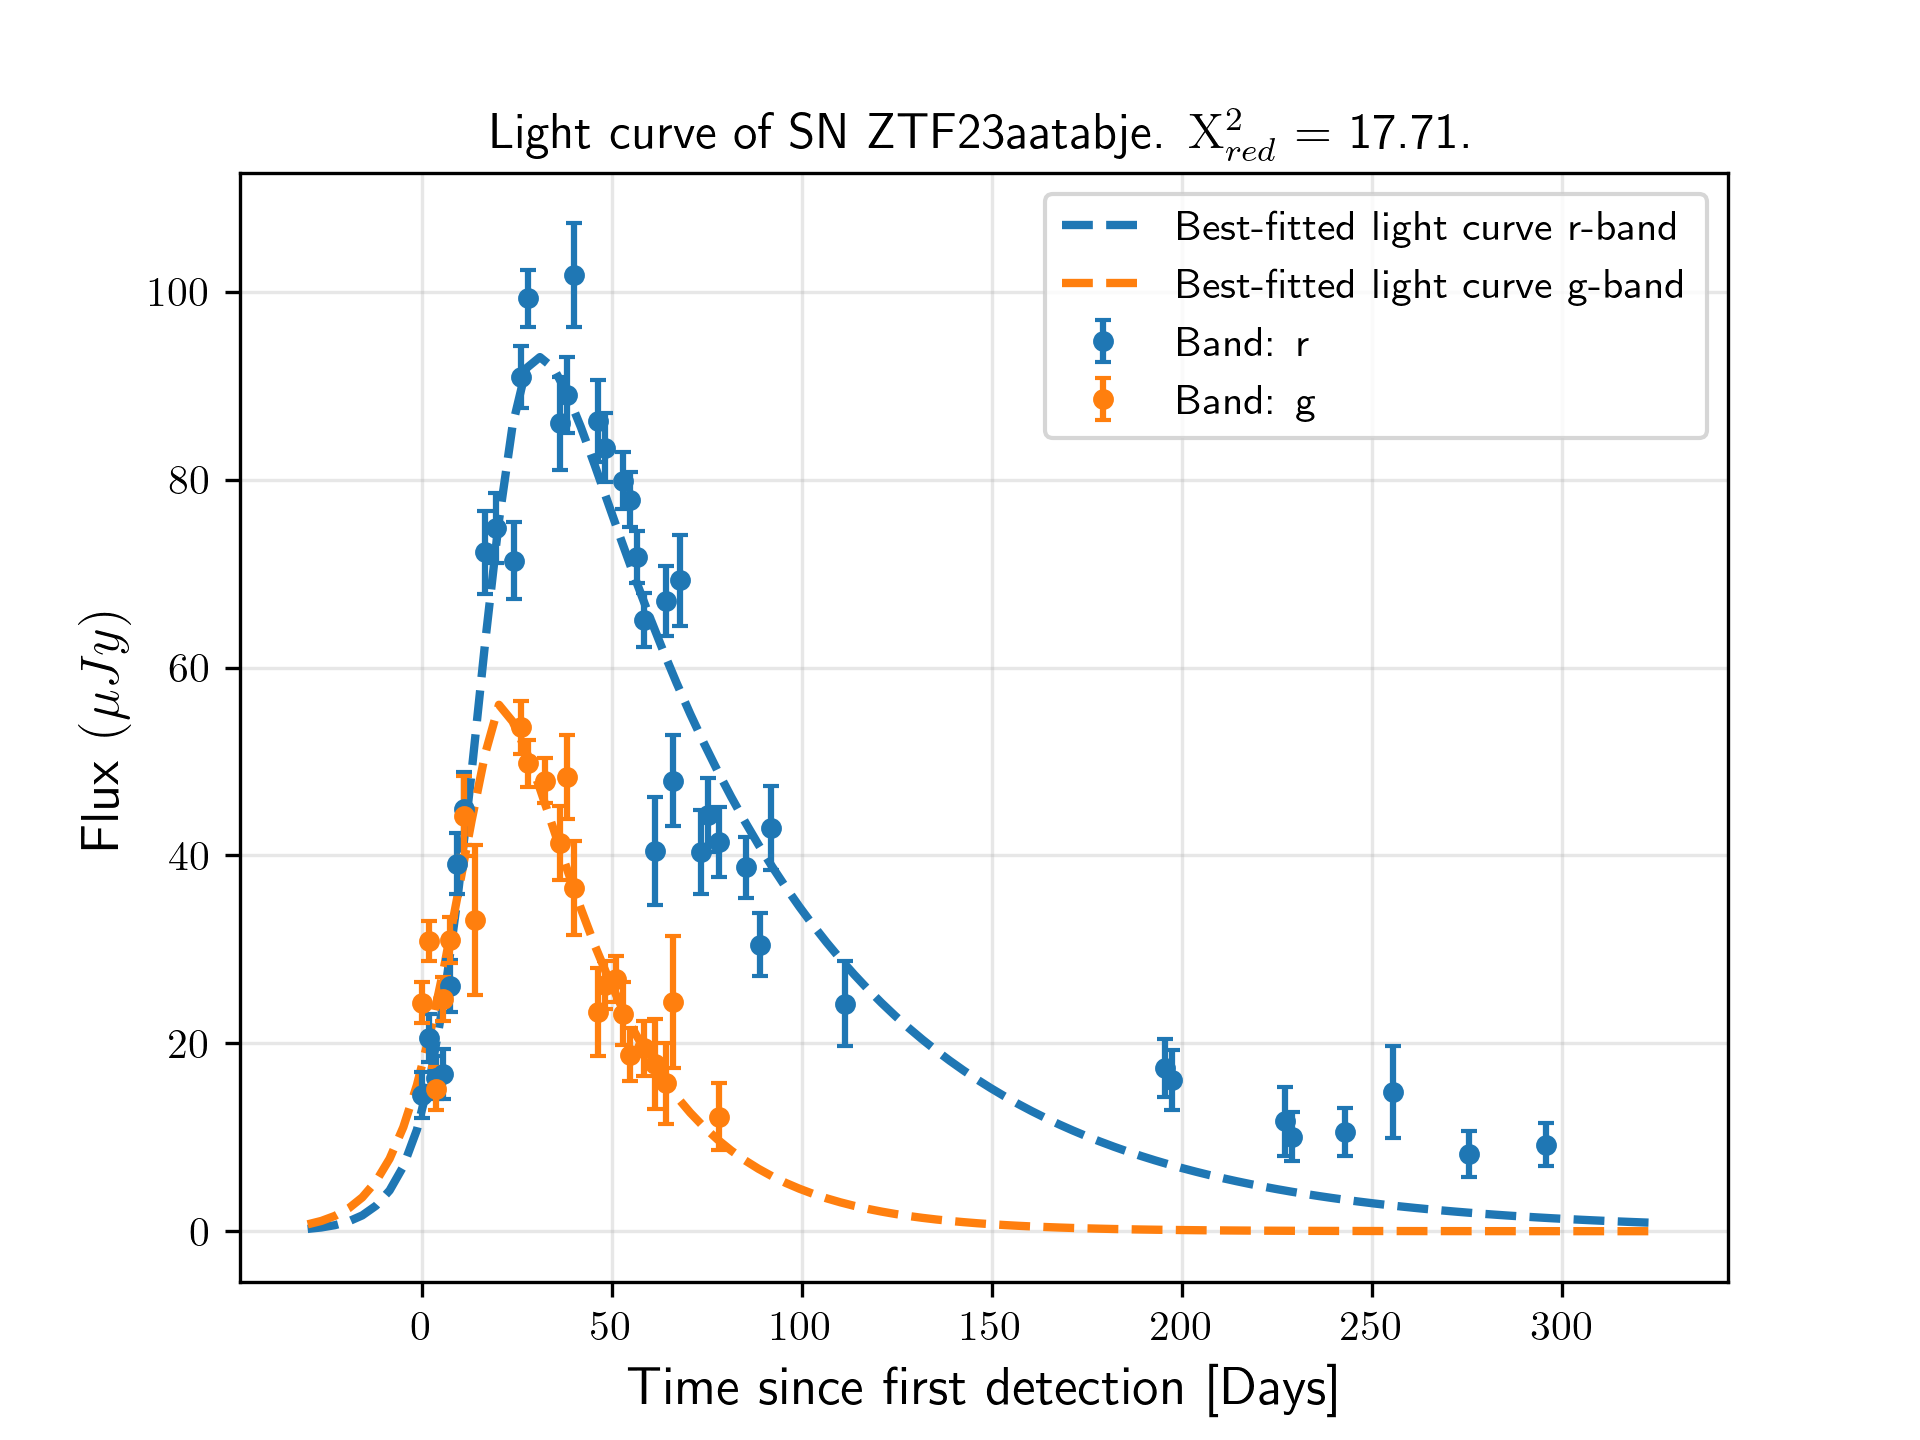 Light curve of SN ZTF23aatabje. X²_red = 17.71.
Best-fitted light curve r-band
Best-fitted light curve g-band
Band: r
Band: g
Flux (μJy)
100
80
60
40
20
0
0 50 100 150 200 250 300
Time since first detection [Days]